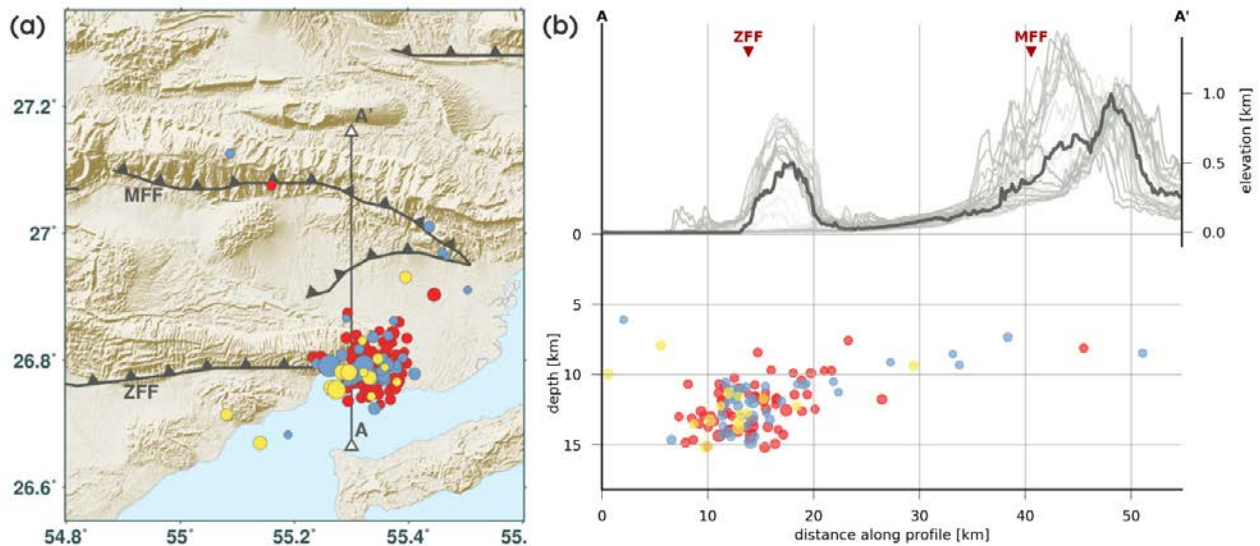 (a)
27.2˚
27˚
26.8˚
26.6˚
54.8˚
55˚
55.2˚
55.4˚
55.
A'
MFF
ZFF
A
(b)
A
A'
ZFF
MFF
1.0
0.5
0.0
elevation [km]
0
5
10
15
depth [km]
0
10
20
30
40
50
distance along profile [km]